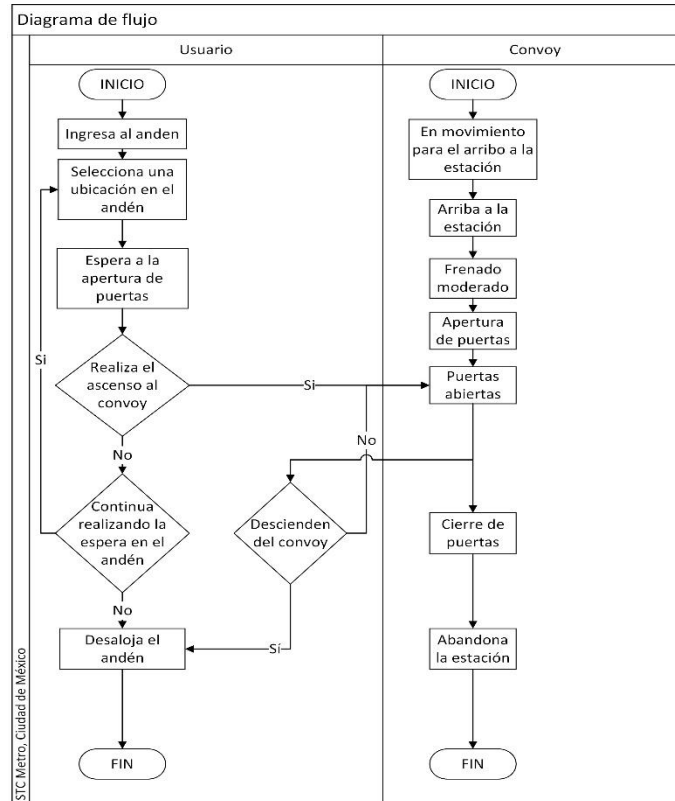 Diagrama de flujo
Usuario
Convoy
INICIO
Ingresa al anden
Selecciona una
ubicación en el
andén
Espera a la
apertura de
puertas
Realiza el
ascenso al
convoy
Si
Si
No
Continua
realizando la
espera en el
andén
No
Desaloja el
andén
FIN
Descienden
del convoy
No
Sí
INICIO
En movimiento
para el arribo a la
estación
Arriba a la
estación
Frenado
moderado
Apertura
de puertas
Puertas
abiertas
Cierre de
puertas
Abandona
la estación
FIN
STC Metro, Ciudad de México